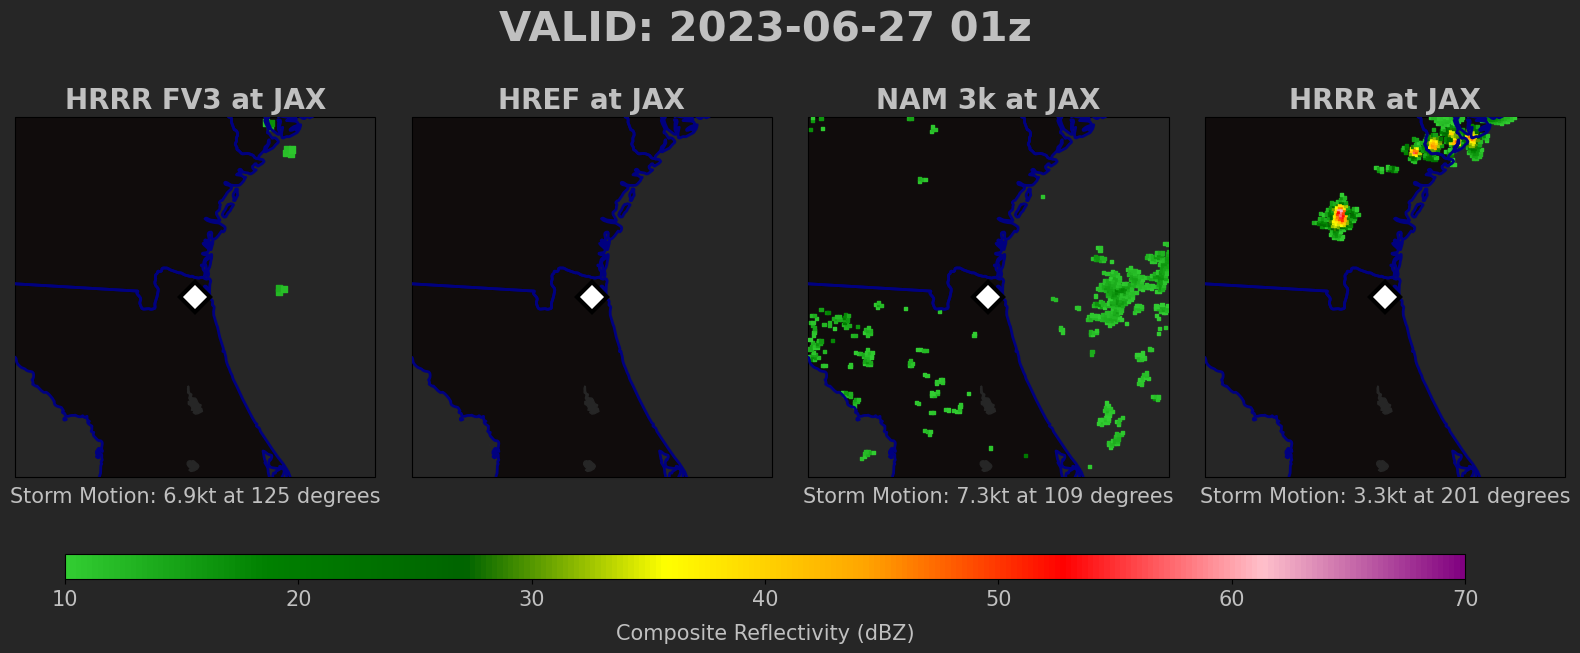 VALID: 2023-06-27 01z
HRRR FV3 at JAX
HREF at JAX
NAM 3k at JAX
HRRR at JAX
Storm Motion: 6.9kt at 125 degrees
Storm Motion: 7.3kt at 109 degrees
Storm Motion: 3.3kt at 201 degrees
10 20 30 40 50 60 70
Composite Reflectivity (dBZ)